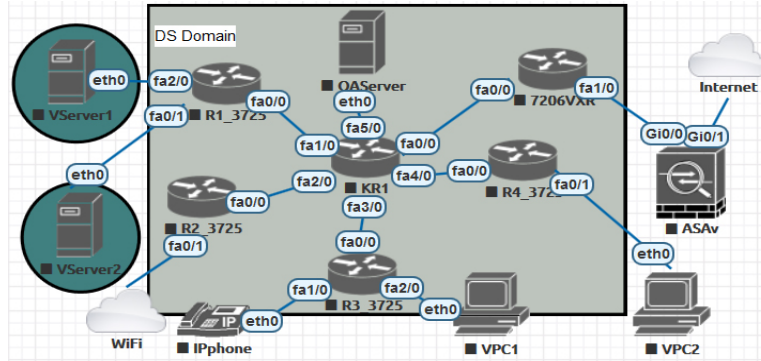 DS Domain
eth0
fa2/0
VServer1
R1_3725
fa0/0
fa0/1
QAServer
eth0
fa5/0
fa1/0
fa0/0
KR1
fa2/0
fa4/0
fa3/0
fa0/0
7206VXR
fa1/0
Internet
Gi0/0
Gi0/1
ASAv
fa0/0
R4_372
fa0/1
eth0
VServer2
R2_3725
fa0/0
fa0/1
WiFi
fa0/0
R3_3725
fa1/0
fa2/0
IP
eth0
IPphone
eth0
VPC1
eth0
VPC2